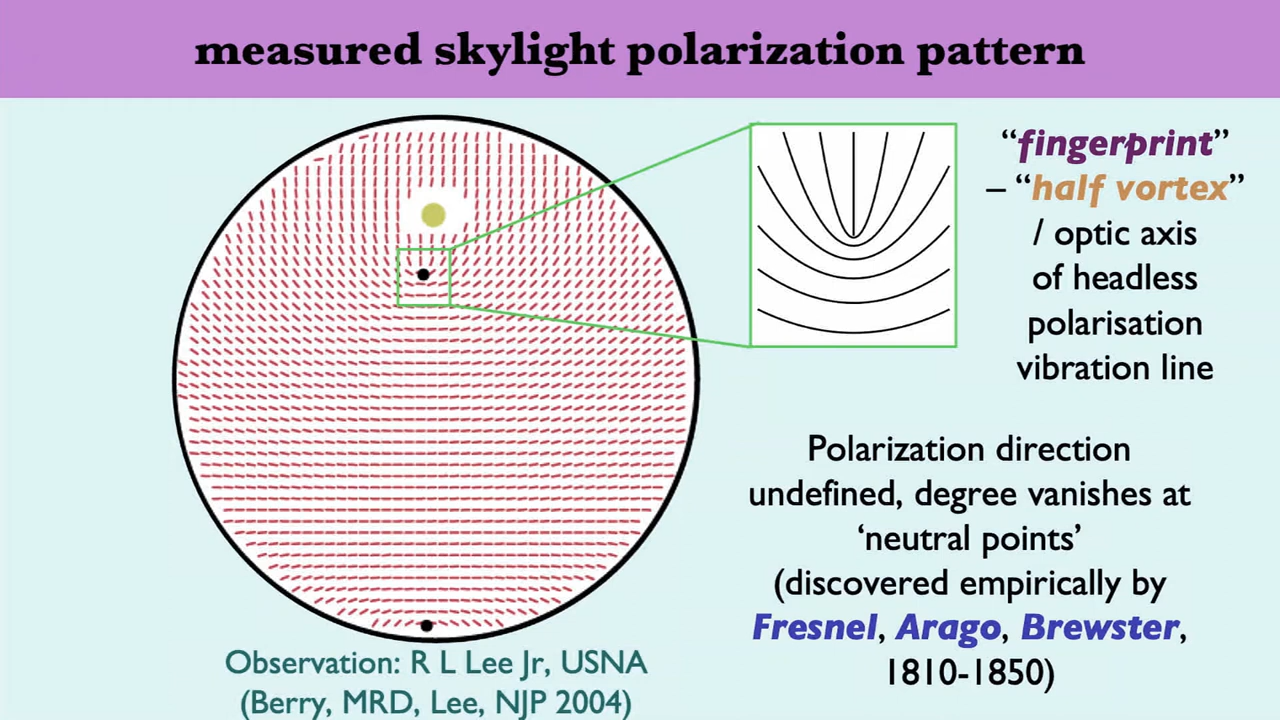 measured skylight polarization pattern
“fingerprint”
– “half vortex”
/ optic axis
of headless
polarisation
vibration line
Polarization direction
undefined, degree vanishes at
‘neutral points’
(discovered empirically by
Fresnel, Arago, Brewster,
1810-1850)
Observation: R L Lee Jr, USNA
(Berry, MRD, Lee, NJP 2004)